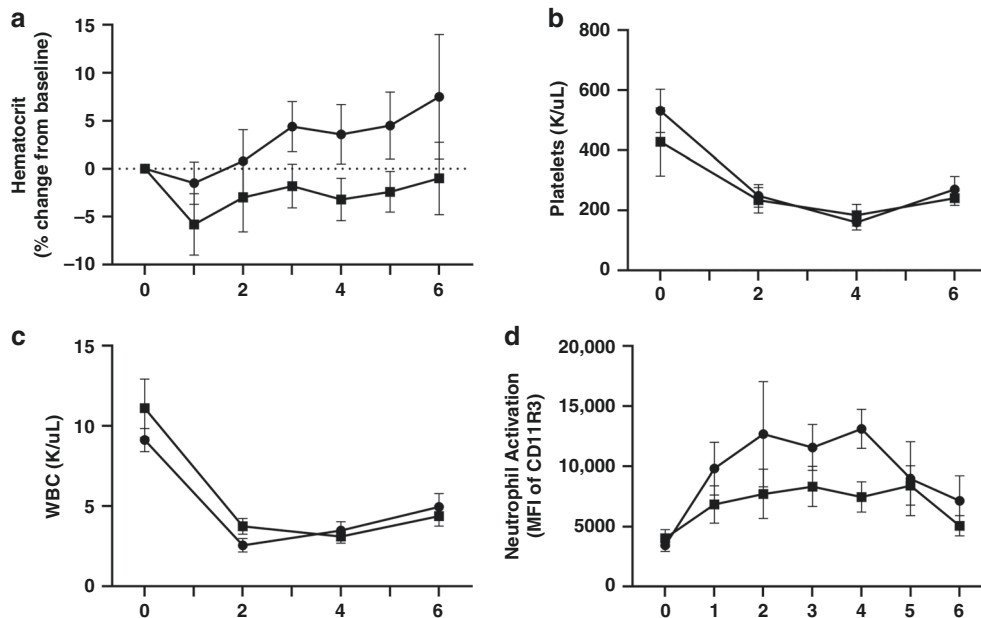 a
15
10
5
0
–5
–10
Hematocrit
(% change from baseline)
0 2 4 6
b
800
600
400
200
0
Platelets (K/uL)
0 2 4 6
c
15
10
5
0
WBC (K/uL)
0 2 4 6
d
20,000
15,000
10,000
5000
0
Neutrophil Activation
(MFI of CD11R3)
0 1 2 3 4 5 6